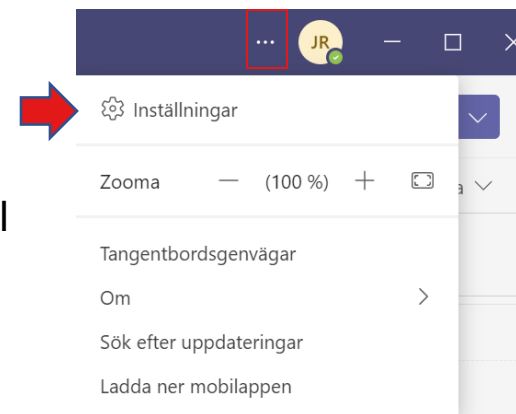 ... JR
Inställningar
Zooma — (100 %) +
a
Tangentbordsgenvägar
Om
Sök efter uppdateringar
Ladda ner mobilappen